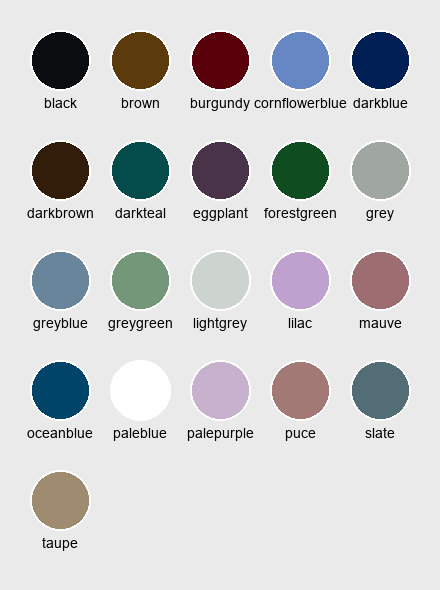 black brown burgundy cornflowerblue darkblue
darkbrown darkteal eggplant forestgreen grey
greyblue greygreen lightgrey lilac mauve
oceanblue paleblue palepurple puce slate
taupe